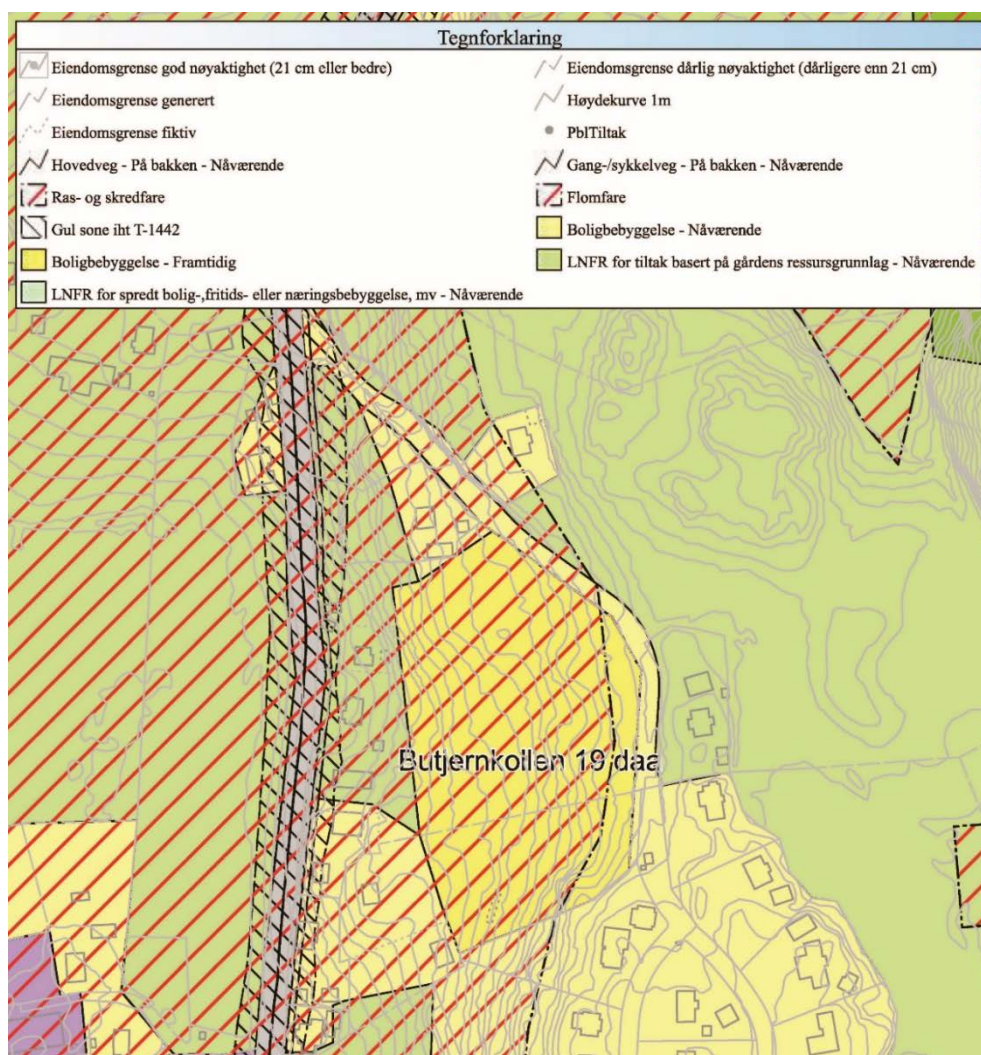 Tegnforklaring
Eiendomsgrense god nøyaktighet (21 cm eller bedre)
Eiendomsgrense dårlig nøyaktighet (dårligere enn 21 cm)
Eiendomsgrense generert
Høydekurve 1m
Eiendomsgrense fiktiv
PblTiltak
Hovedveg - På bakken - Nåværende
Gang-/sykkelveg - På bakken - Nåværende
Ras- og skredfare
Flomfare
Gul sone iht T-1442
Boligbebyggelse - Nåværende
Boligbebyggelse - Framtidig
LNFR for tiltak basert på gårdens ressursgrunnlag - Nåværende
LNFR for spredt bolig-,fritids- eller næringsbebyggelse, mv - Nåværende
Butjernkollen 19 daa